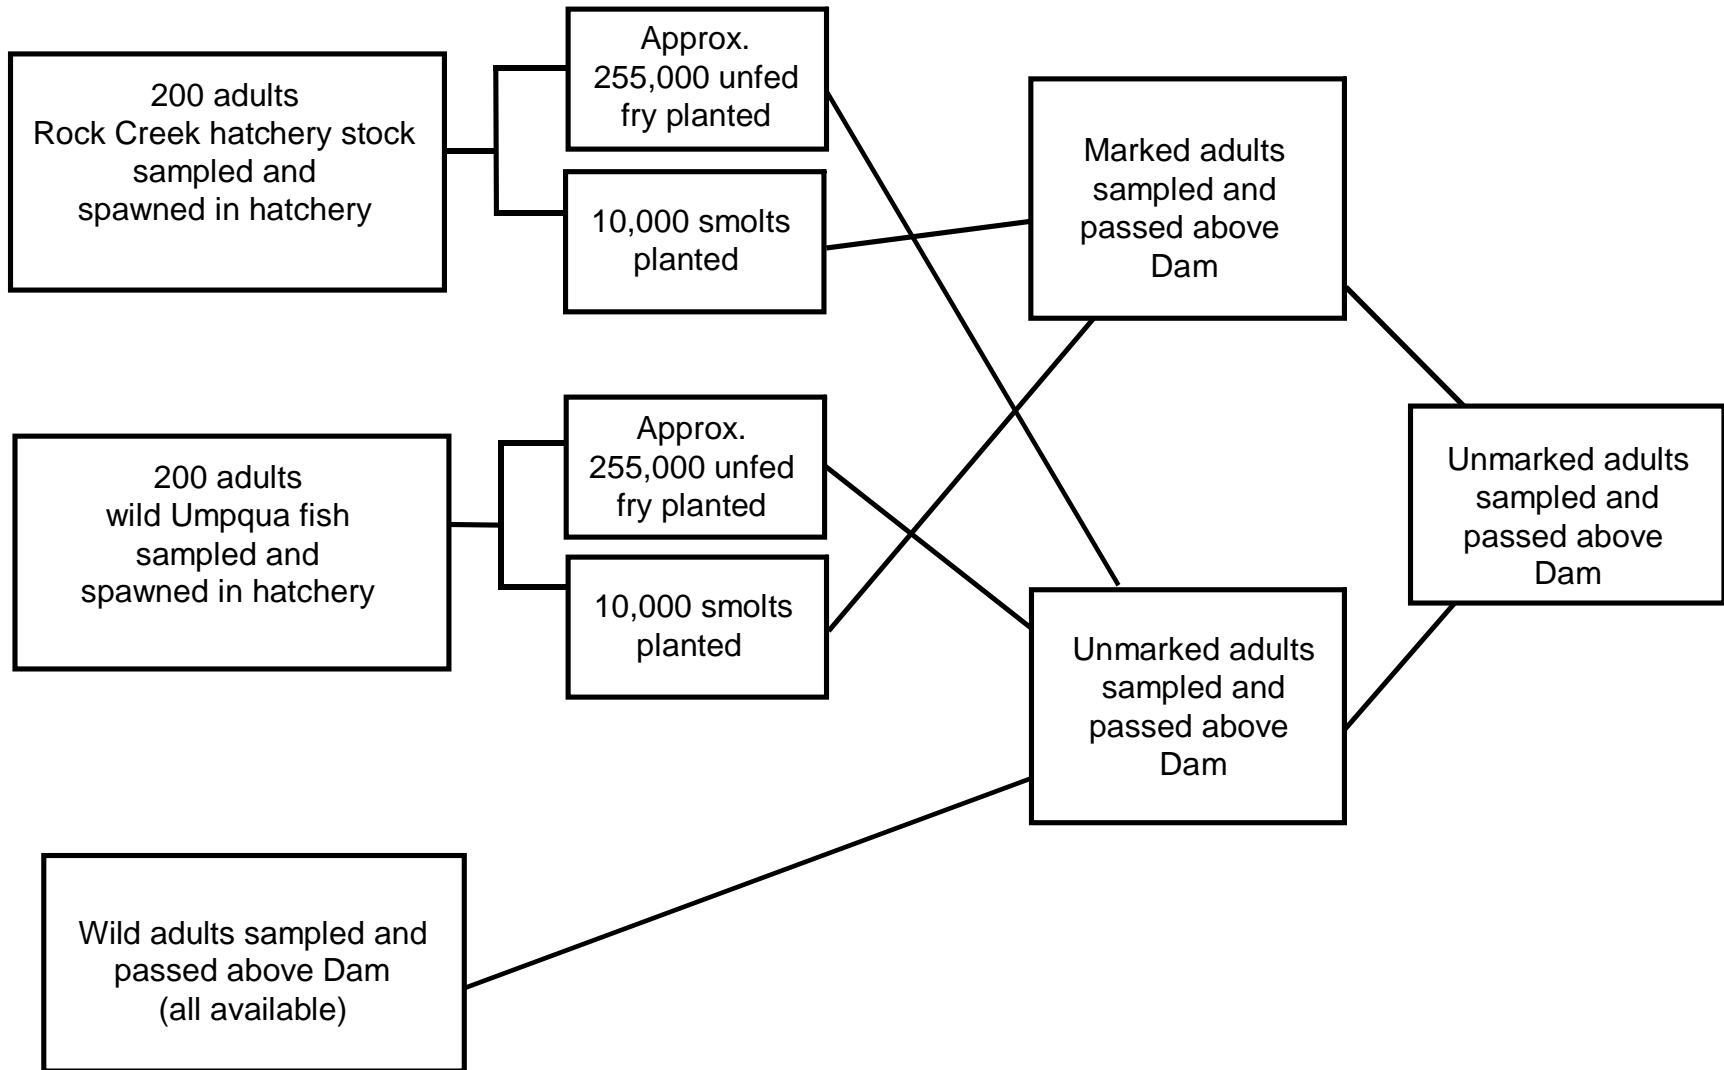 200 adults
Rock Creek hatchery stock
sampled and
spawned in hatchery
Approx.
255,000 unfed
fry planted
10,000 smolts
planted
Marked adults
sampled and
passed above
Dam
200 adults
wild Umpqua fish
sampled and
spawned in hatchery
Approx.
255,000 unfed
fry planted
10,000 smolts
planted
Unmarked adults
sampled and
passed above
Dam
Unmarked adults
sampled and
passed above
Dam
Wild adults sampled and
passed above Dam
(all available)